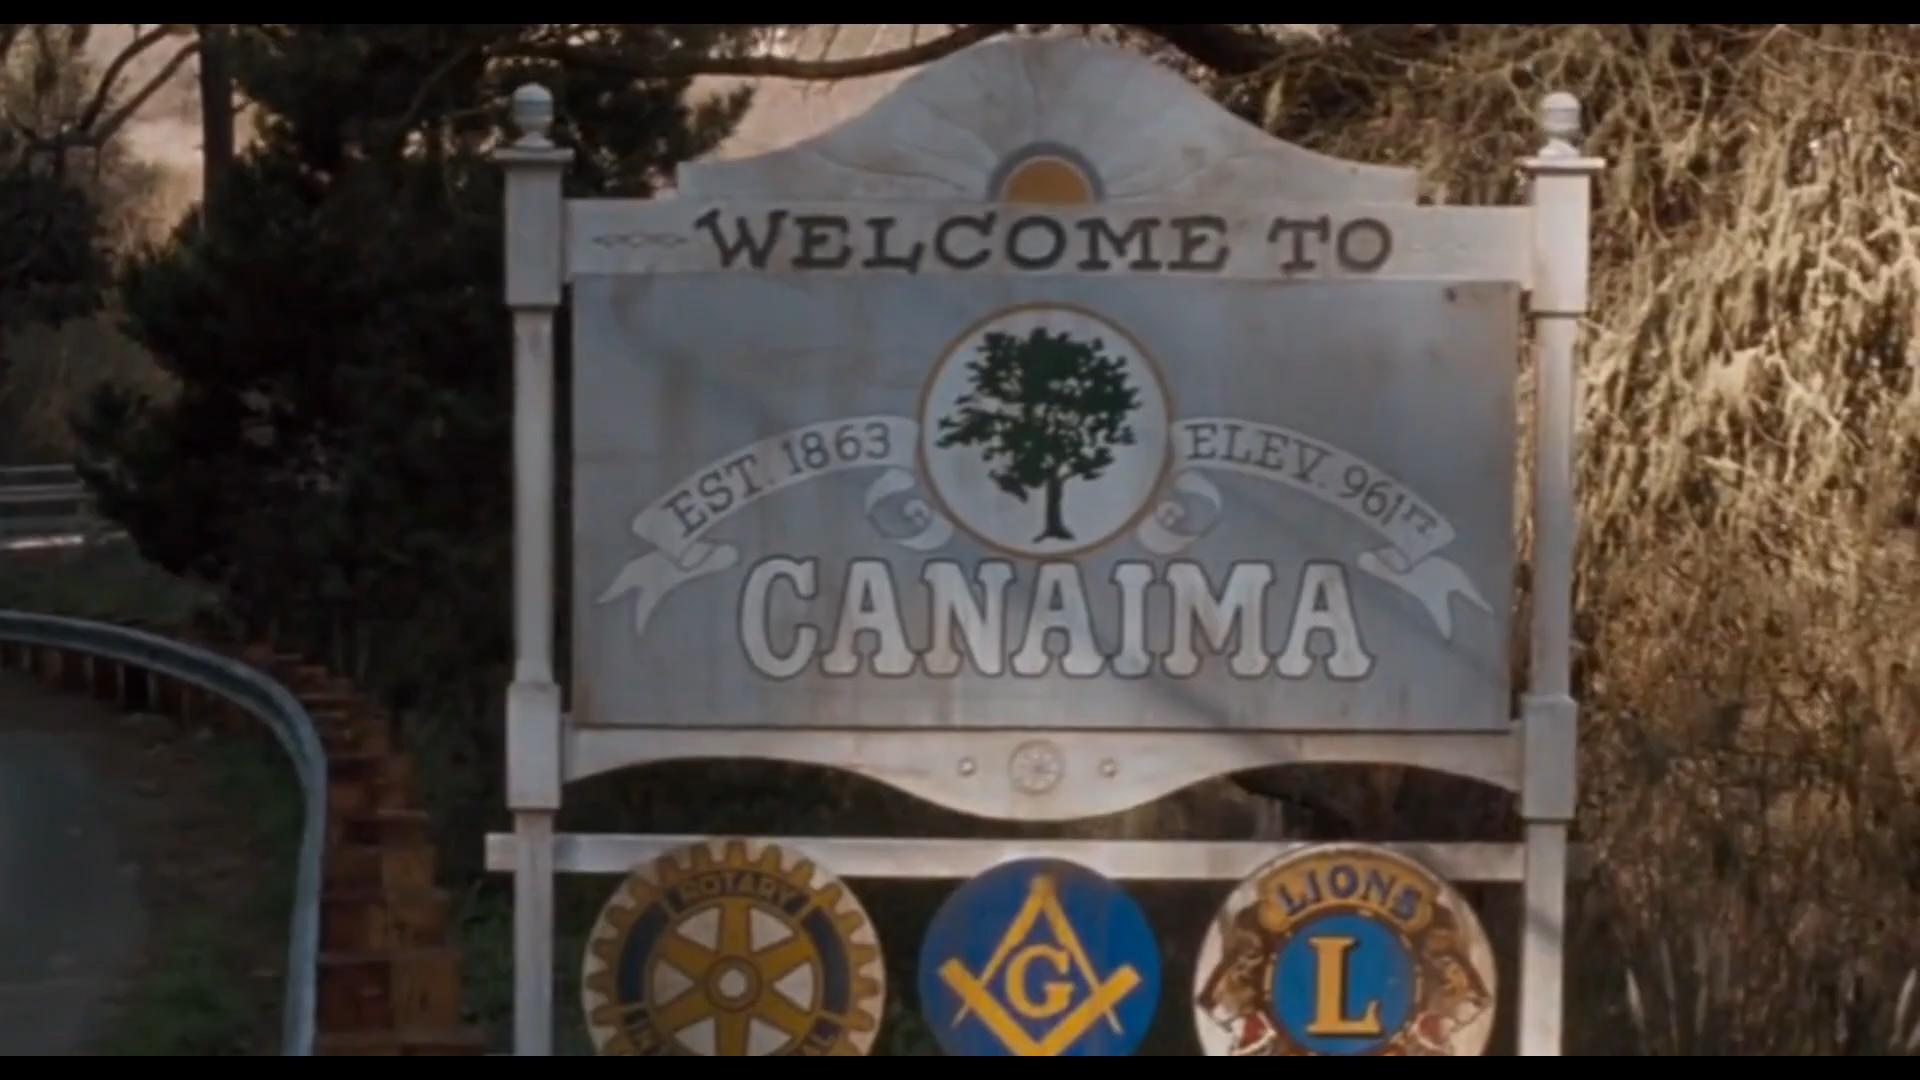 WELCOME TO
EST. 1863
ELEV. 961FT
CANAIMA
ROTARY
G
LIONS
L